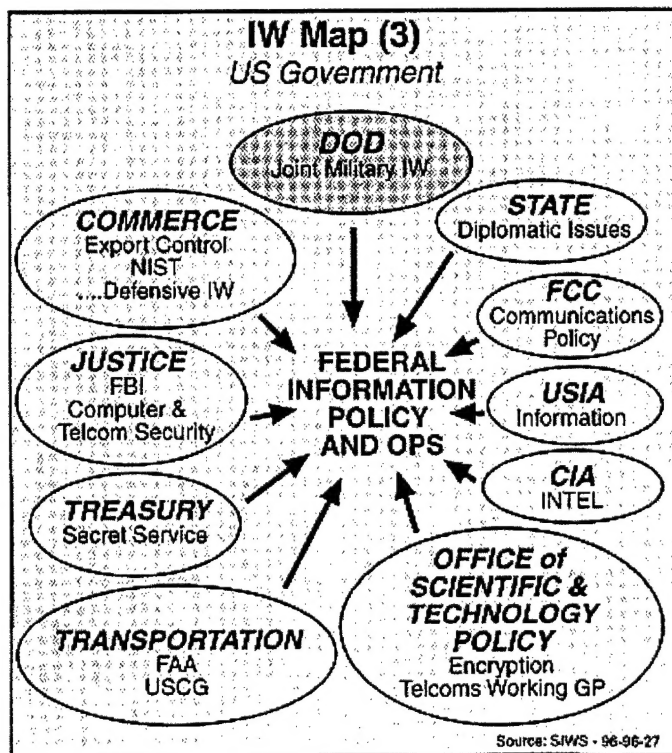 IW Map (3)
US Government
DOD
Joint Military IW
COMMERCE
Export Control
NIST
....Defensive IW
STATE
Diplomatic Issues
FCC
Communications
Policy
JUSTICE
FBI
Computer &
Telcom Security
FEDERAL
INFORMATION
POLICY
AND OPS
USIA
Information
CIA
INTEL
TREASURY
Secret Service
OFFICE of
SCIENTIFIC &
TECHNOLOGY
POLICY
Encryption
Telcoms Working GP
TRANSPORTATION
FAA
USCG
Source: SIWS - 96-96-27